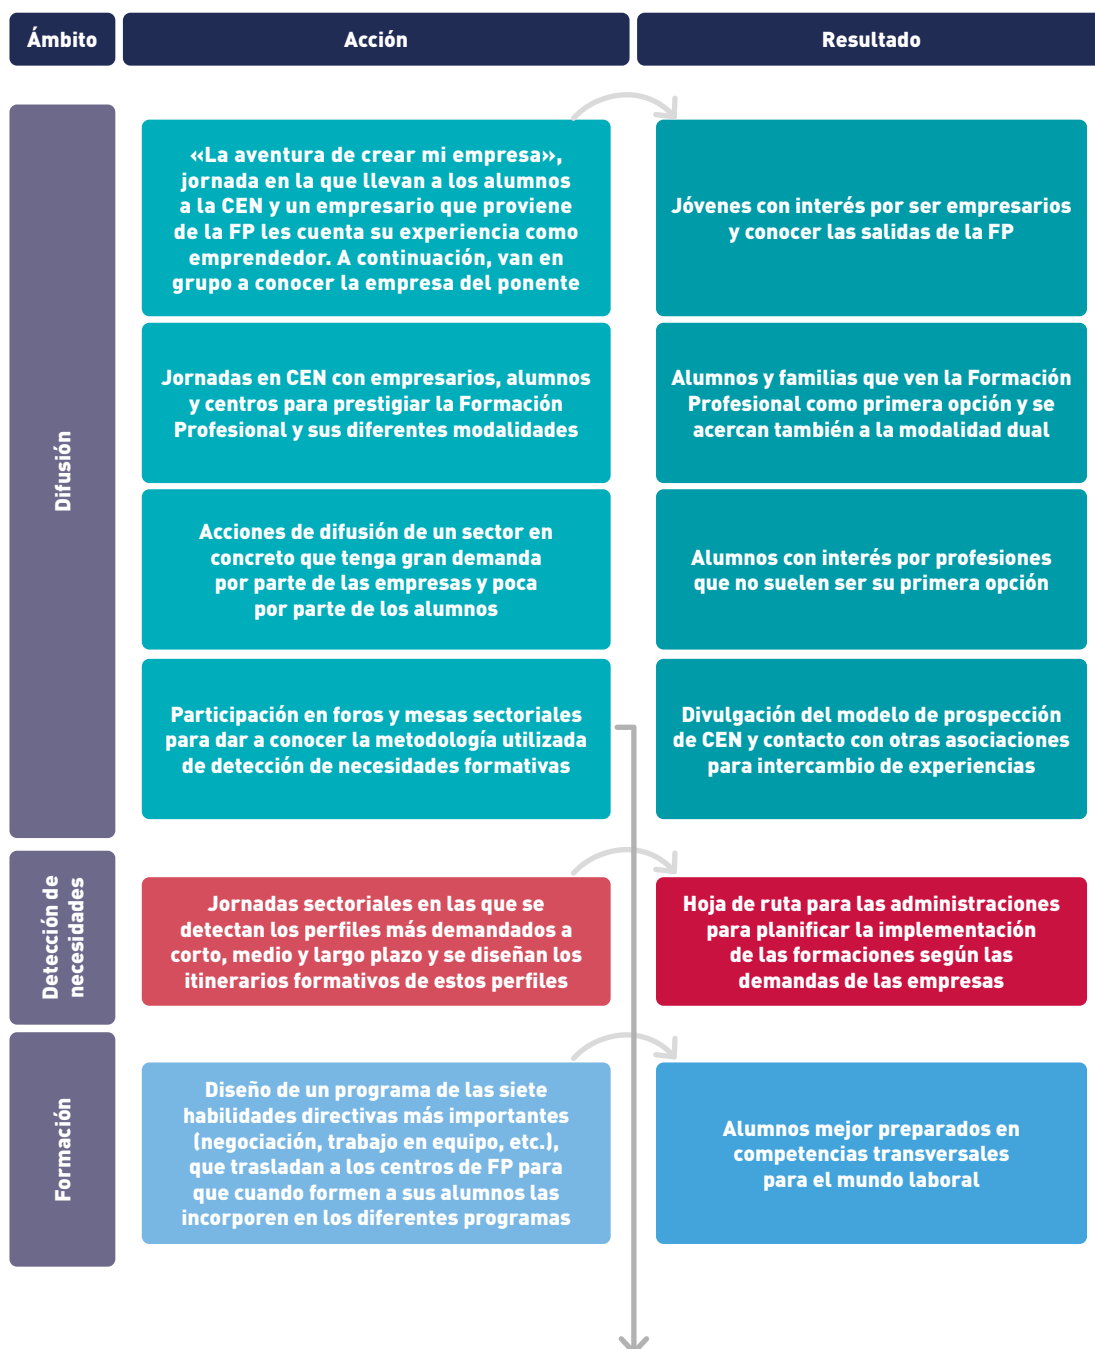 Ámbito
Acción
Resultado
Difusión
«La aventura de crear mi empresa»,
jornada en la que llevan a los alumnos
a la CEN y un empresario que proviene
de la FP les cuenta su experiencia como
emprendedor. A continuación, van en
grupo a conocer la empresa del ponente
Jóvenes con interés por ser empresarios
y conocer las salidas de la FP
Jornadas en CEN con empresarios, alumnos
y centros para prestigiar la Formación
Profesional y sus diferentes modalidades
Alumnos y familias que ven la Formación
Profesional como primera opción y se
acercan también a la modalidad dual
Acciones de difusión de un sector en
concreto que tenga gran demanda
por parte de las empresas y poca
por parte de los alumnos
Alumnos con interés por profesiones
que no suelen ser su primera opción
Participación en foros y mesas sectoriales
para dar a conocer la metodología utilizada
de detección de necesidades formativas
Divulgación del modelo de prospección
de CEN y contacto con otras asociaciones
para intercambio de experiencias
Detección de
necesidades
Jornadas sectoriales en las que se
detectan los perfiles más demandados a
corto, medio y largo plazo y se diseñan los
itinerarios formativos de estos perfiles
Hoja de ruta para las administraciones
para planificar la implementación
de las formaciones según las
demandas de las empresas
Formación
Diseño de un programa de las siete
habilidades directivas más importantes
(negociación, trabajo en equipo, etc.),
que trasladan a los centros de FP para
que cuando formen a sus alumnos las
incorporen en los diferentes programas
Alumnos mejor preparados en
competencias transversales
para el mundo laboral